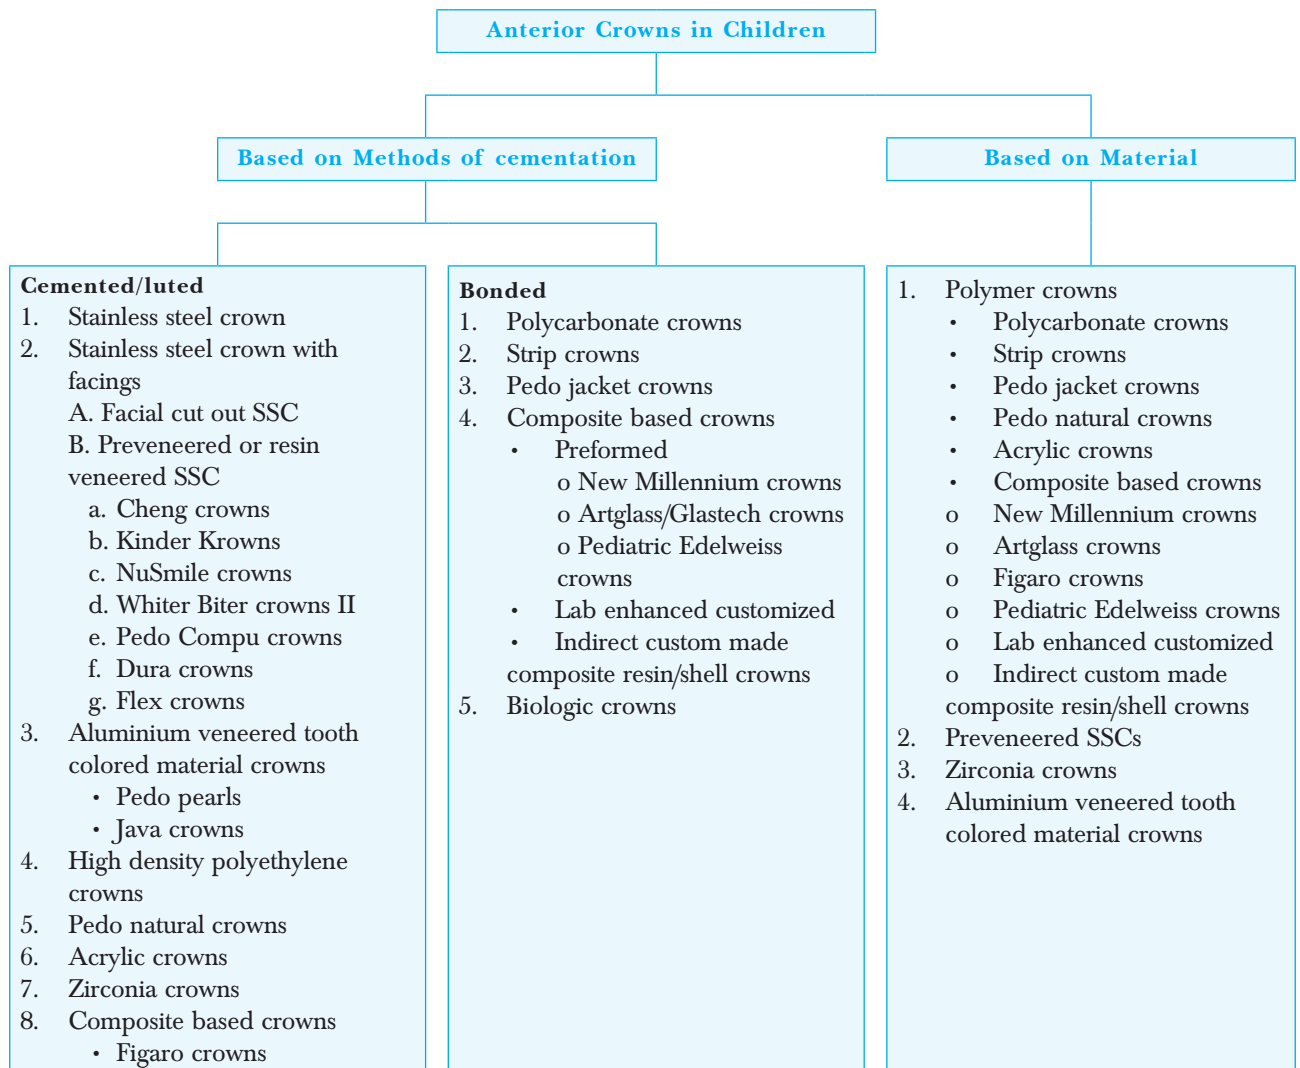 Anterior Crowns in Children
Based on Methods of cementation
Based on Material
Cemented/luted
1. Stainless steel crown
2. Stainless steel crown with
facings
A. Facial cut out SSC
B. Preveneered or resin
veneered SSC
a. Cheng crowns
b. Kinder Krowns
c. NuSmile crowns
d. Whiter Biter crowns II
e. Pedo Compu crowns
f. Dura crowns
g. Flex crowns
3. Aluminium veneered tooth
colored material crowns
• Pedo pearls
• Java crowns
4. High density polyethylene
crowns
5. Pedo natural crowns
6. Acrylic crowns
7. Zirconia crowns
8. Composite based crowns
• Figaro crowns
Bonded
1. Polycarbonate crowns
2. Strip crowns
3. Pedo jacket crowns
4. Composite based crowns
• Preformed
o New Millennium crowns
o Artglass/Glastech crowns
o Pediatric Edelweiss
crowns
• Lab enhanced customized
• Indirect custom made
composite resin/shell crowns
5. Biologic crowns
1. Polymer crowns
• Polycarbonate crowns
• Strip crowns
• Pedo jacket crowns
• Pedo natural crowns
• Acrylic crowns
• Composite based crowns
o New Millennium crowns
o Artglass crowns
o Figaro crowns
o Pediatric Edelweiss crowns
o Lab enhanced customized
o Indirect custom made
composite resin/shell crowns
2. Preveneered SSCs
3. Zirconia crowns
4. Aluminium veneered tooth
colored material crowns